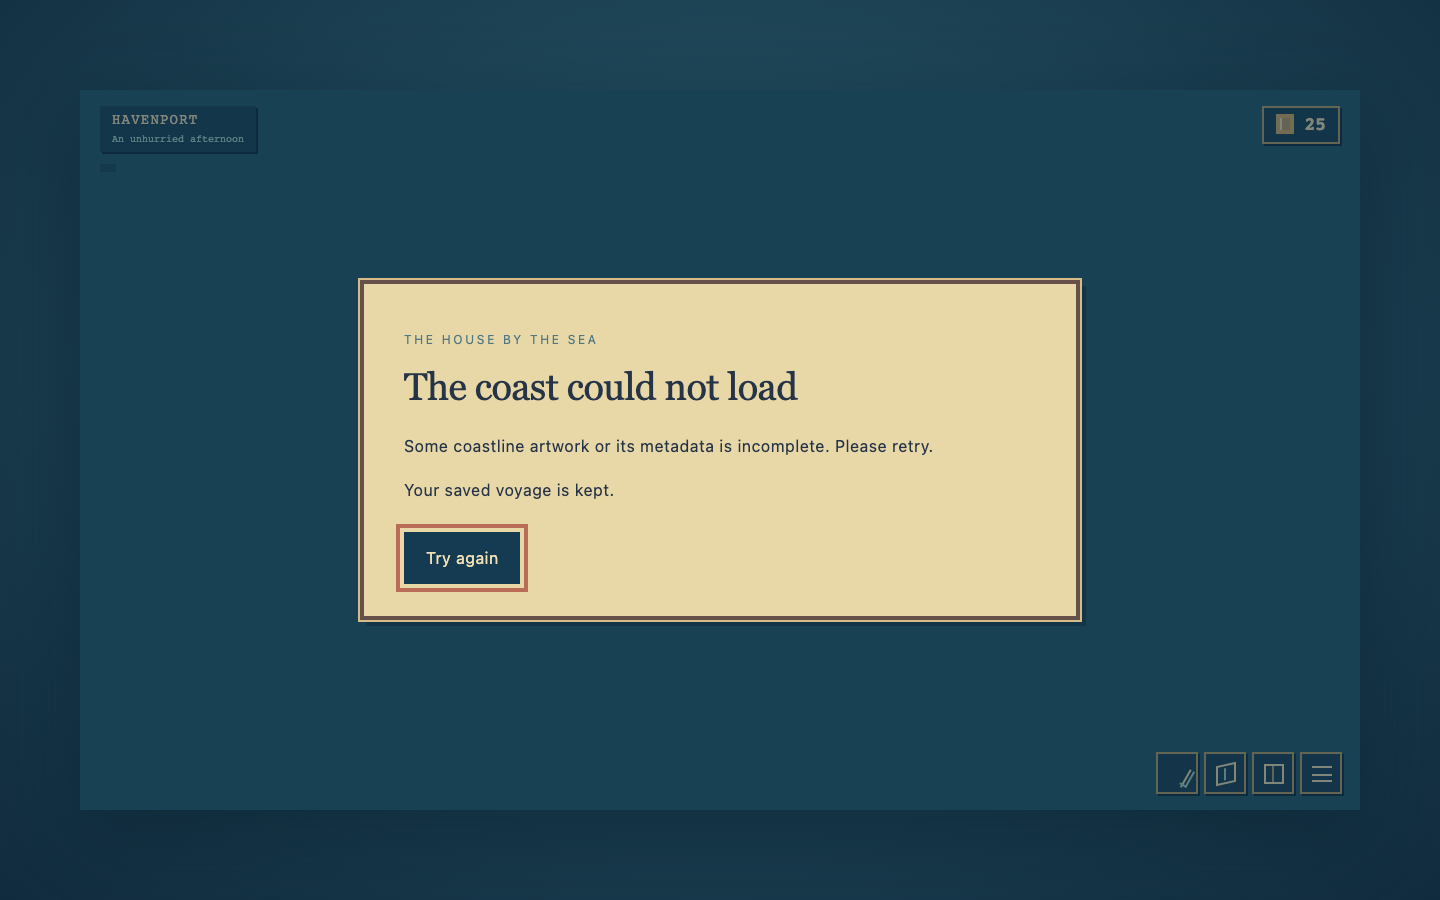 HAVENPORT
An unhurried afternoon
25
THE HOUSE BY THE SEA
The coast could not load
Some coastline artwork or its metadata is incomplete. Please retry.
Your saved voyage is kept.
Try again